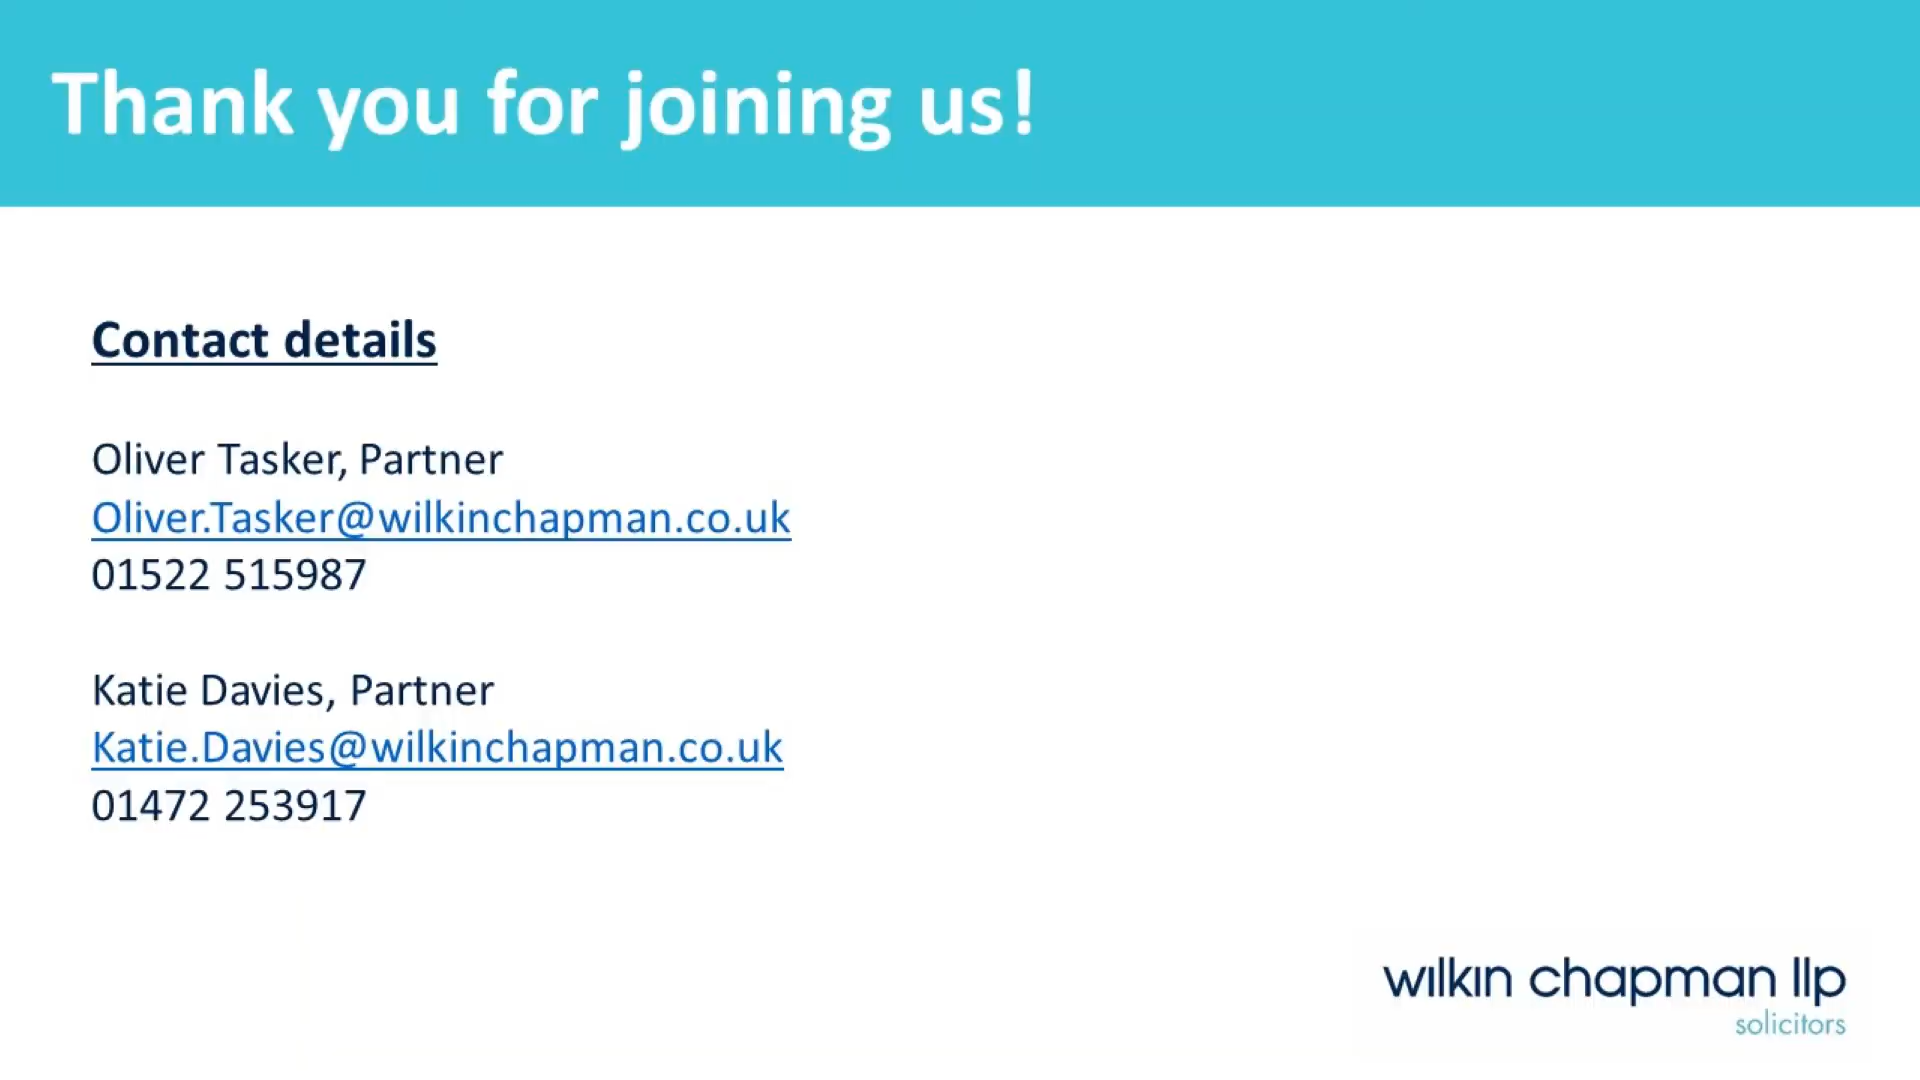 Thank you for joining us!
Contact details
Oliver Tasker, Partner
Oliver.Tasker@wilkinchapman.co.uk
01522 515987
Katie Davies, Partner
Katie.Davies@wilkinchapman.co.uk
01472 253917
wilkin chapman llp
solicitors